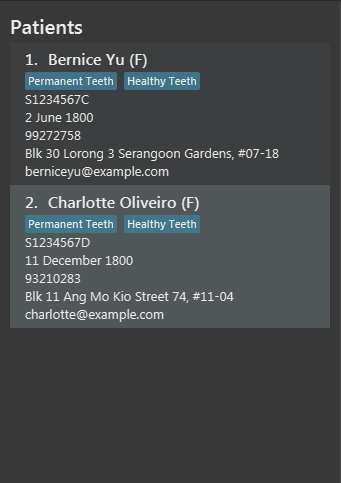 Patients
1. Bernice Yu (F)
Permanent Teeth Healthy Teeth
S1234567C
2 June 1800
99272758
Blk 30 Lorong 3 Serangoon Gardens, #07-18
berniceyu@example.com
2. Charlotte Oliveiro (F)
Permanent Teeth Healthy Teeth
S1234567D
11 December 1800
93210283
Blk 11 Ang Mo Kio Street 74, #11-04
charlotte@example.com